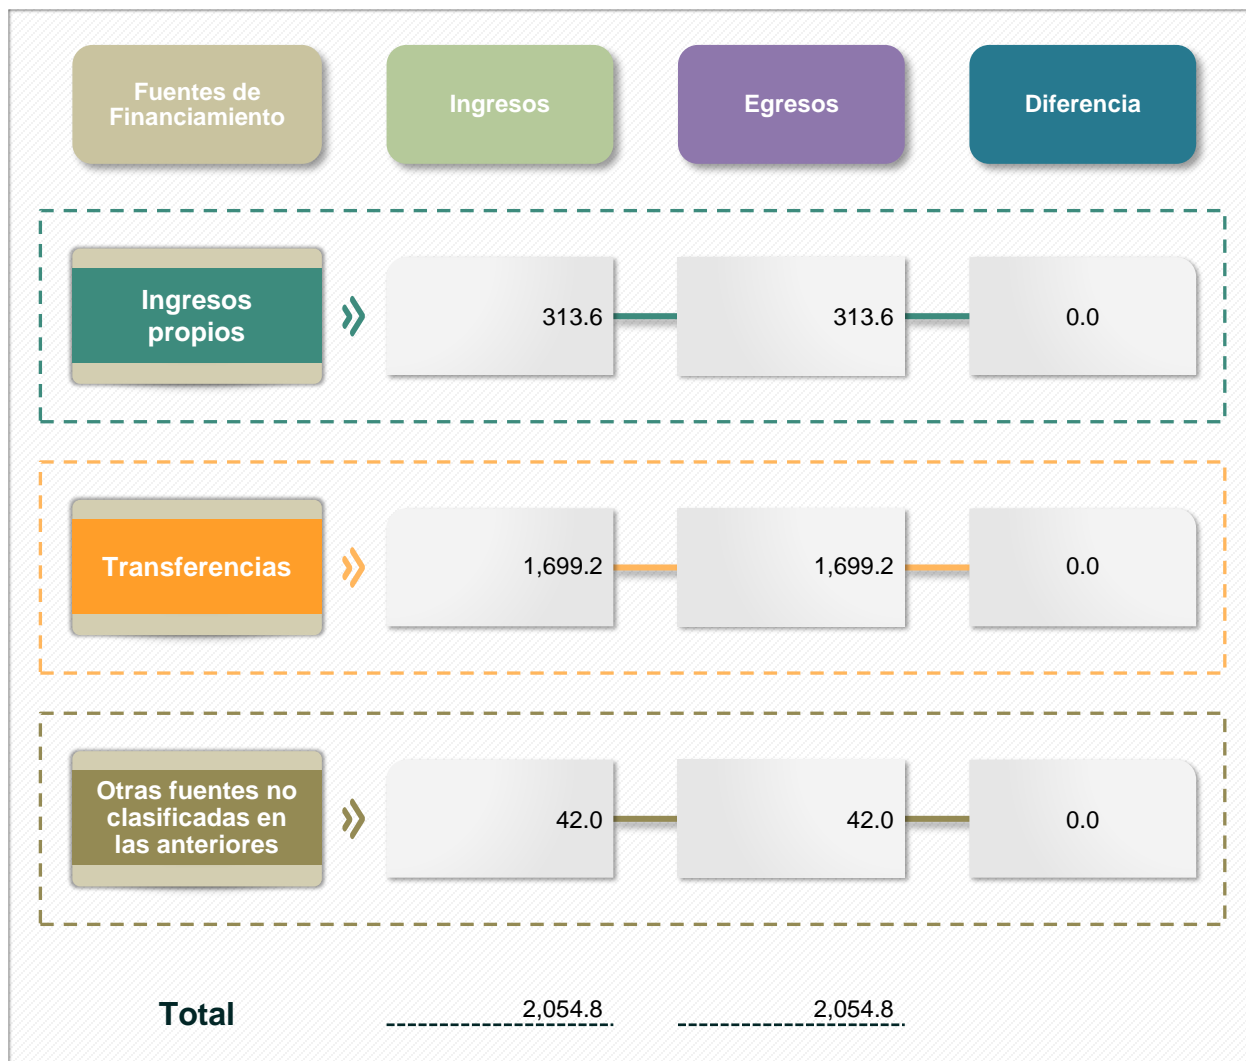 Fuentes de
Financiamiento
Ingresos
Egresos
Diferencia
Ingresos
propios
313.6
313.6
0.0
Transferencias
1,699.2
1,699.2
0.0
Otras fuentes no
clasificadas en
las anteriores
42.0
42.0
0.0
Total
2,054.8
2,054.8